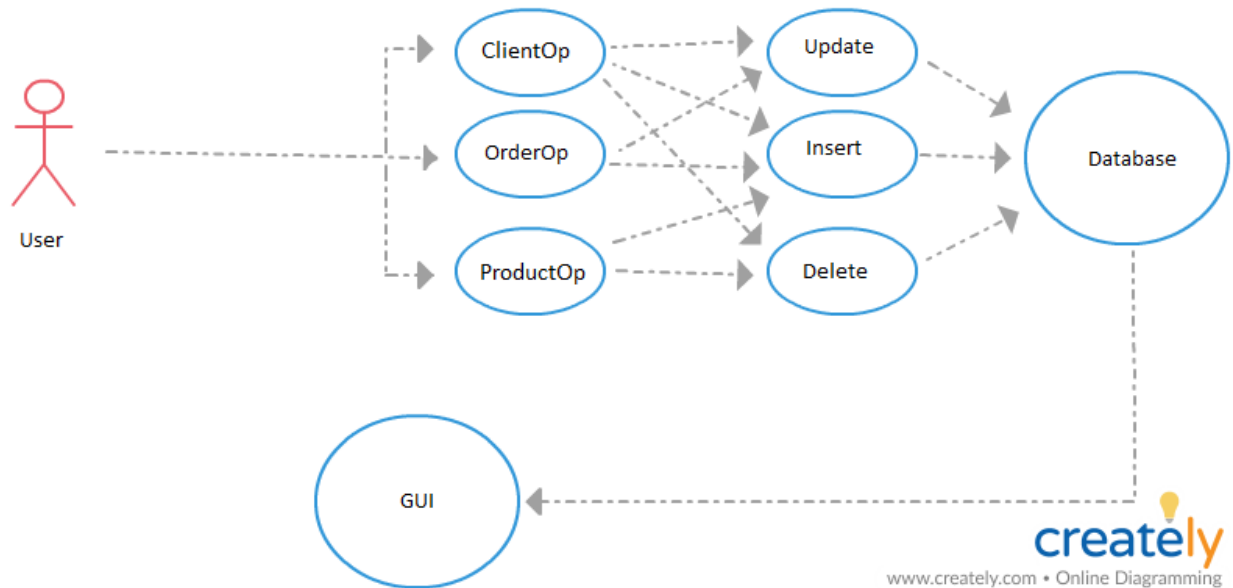 ClientOp
Update
OrderOp
Insert
Database
User
ProductOp
Delete
GUI
creately
www.creately.com • Online Diagramming